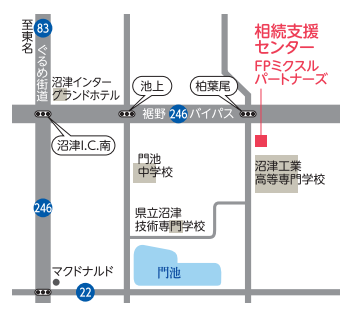 至東名
83
ぐるめ街道
沼津インター
グランドホテル
池上
柏葉尾
相続支援
センター
FPミクスル
パートナーズ
裾野 246 バイパス
沼津I.C.南
門池
中学校
沼津工業
高等専門学校
246
県立沼津
技術専門学校
マクドナルド
門池
22